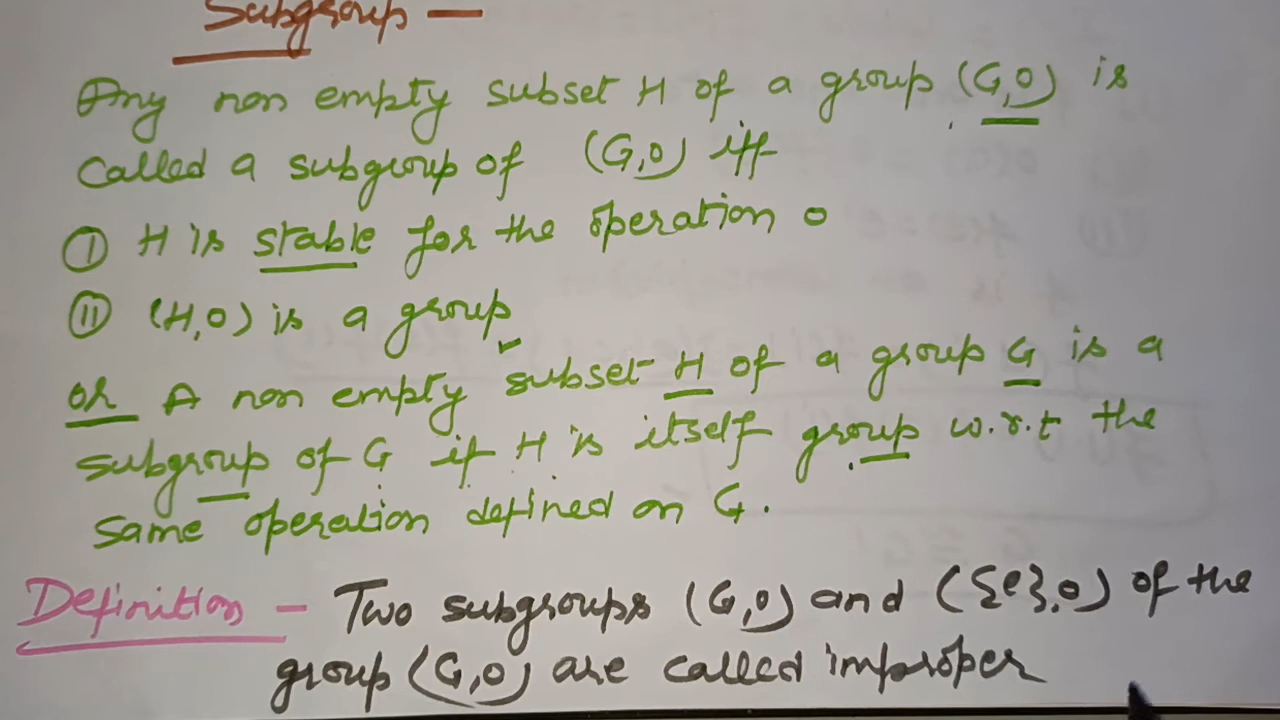 Subgroup —
Any non empty subset H of a group (G,o) is
called a subgroup of (G,o) iff
(I) H is stable for the operation o
(II) (H,o) is a group
or A non empty subset H of a group G is a
subgroup of G if H is itself group w.r.t the
same operation defined on G.
Definition – Two subgroups (G,o) and ({e},o) of the
group (G,o) are called improper